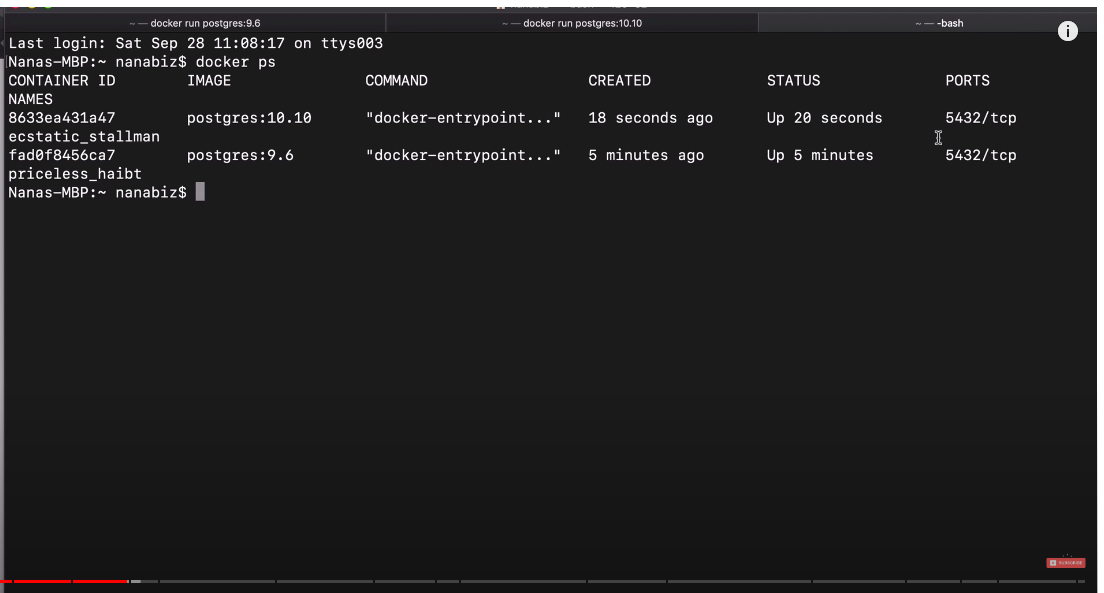 ~ — docker run postgres:9.6
~ — docker run postgres:10.10
~ — -bash
Last login: Sat Sep 28 11:08:17 on ttys003
Nanas-MBP:~ nanabiz$ docker ps
CONTAINER ID IMAGE COMMAND CREATED STATUS PORTS
NAMES
8633ea431a47 postgres:10.10 "docker-entrypoint..." 18 seconds ago Up 20 seconds 5432/tcp
ecstatic_stallman
fad0f8456ca7 postgres:9.6 "docker-entrypoint..." 5 minutes ago Up 5 minutes 5432/tcp
priceless_haibt
Nanas-MBP:~ nanabiz$
SUBSCRIBE